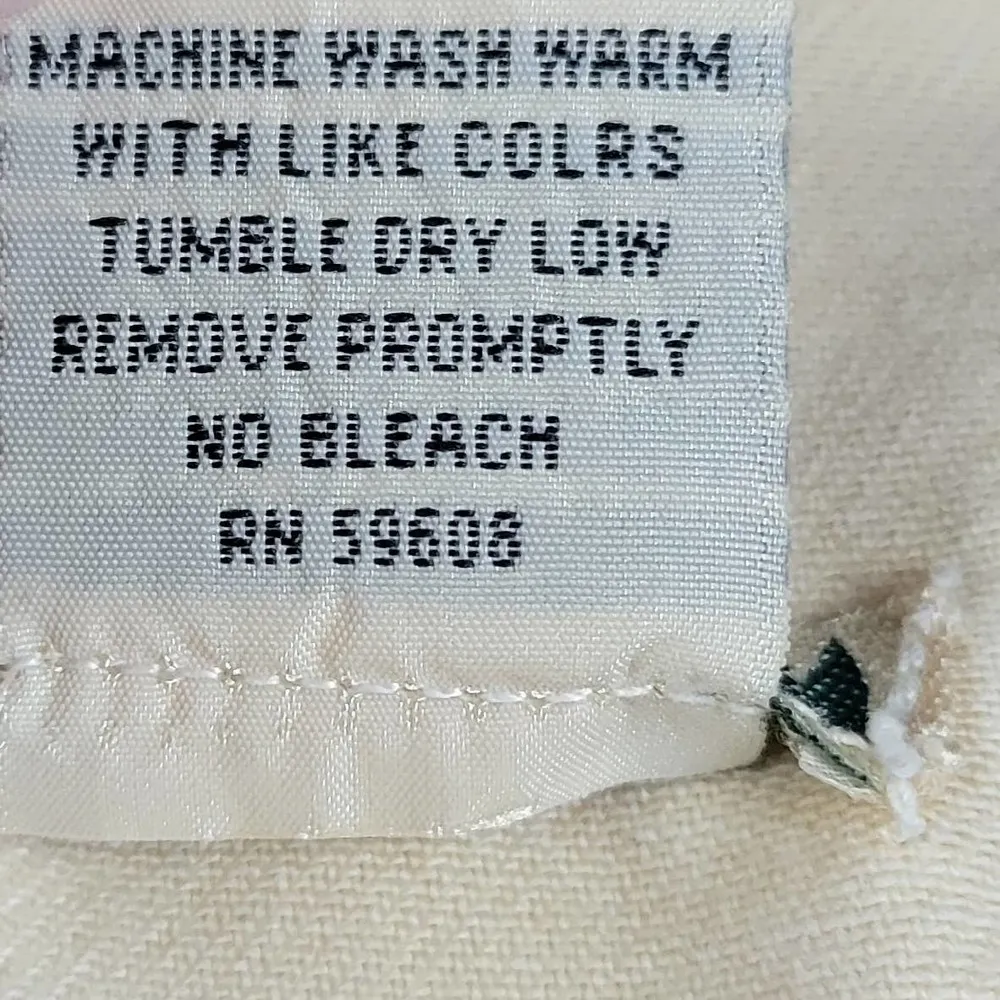 MACHINE WASH WARM
WITH LIKE COLRS
TUMBLE DRY LOW
REMOVE PROMPTLY
NO BLEACH
RN 59608